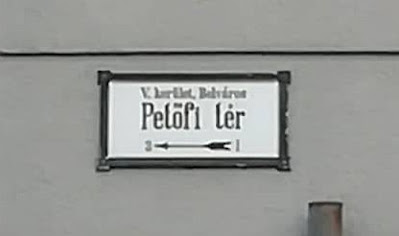 V. kerület, Belváros
Petőfi tér
3 1